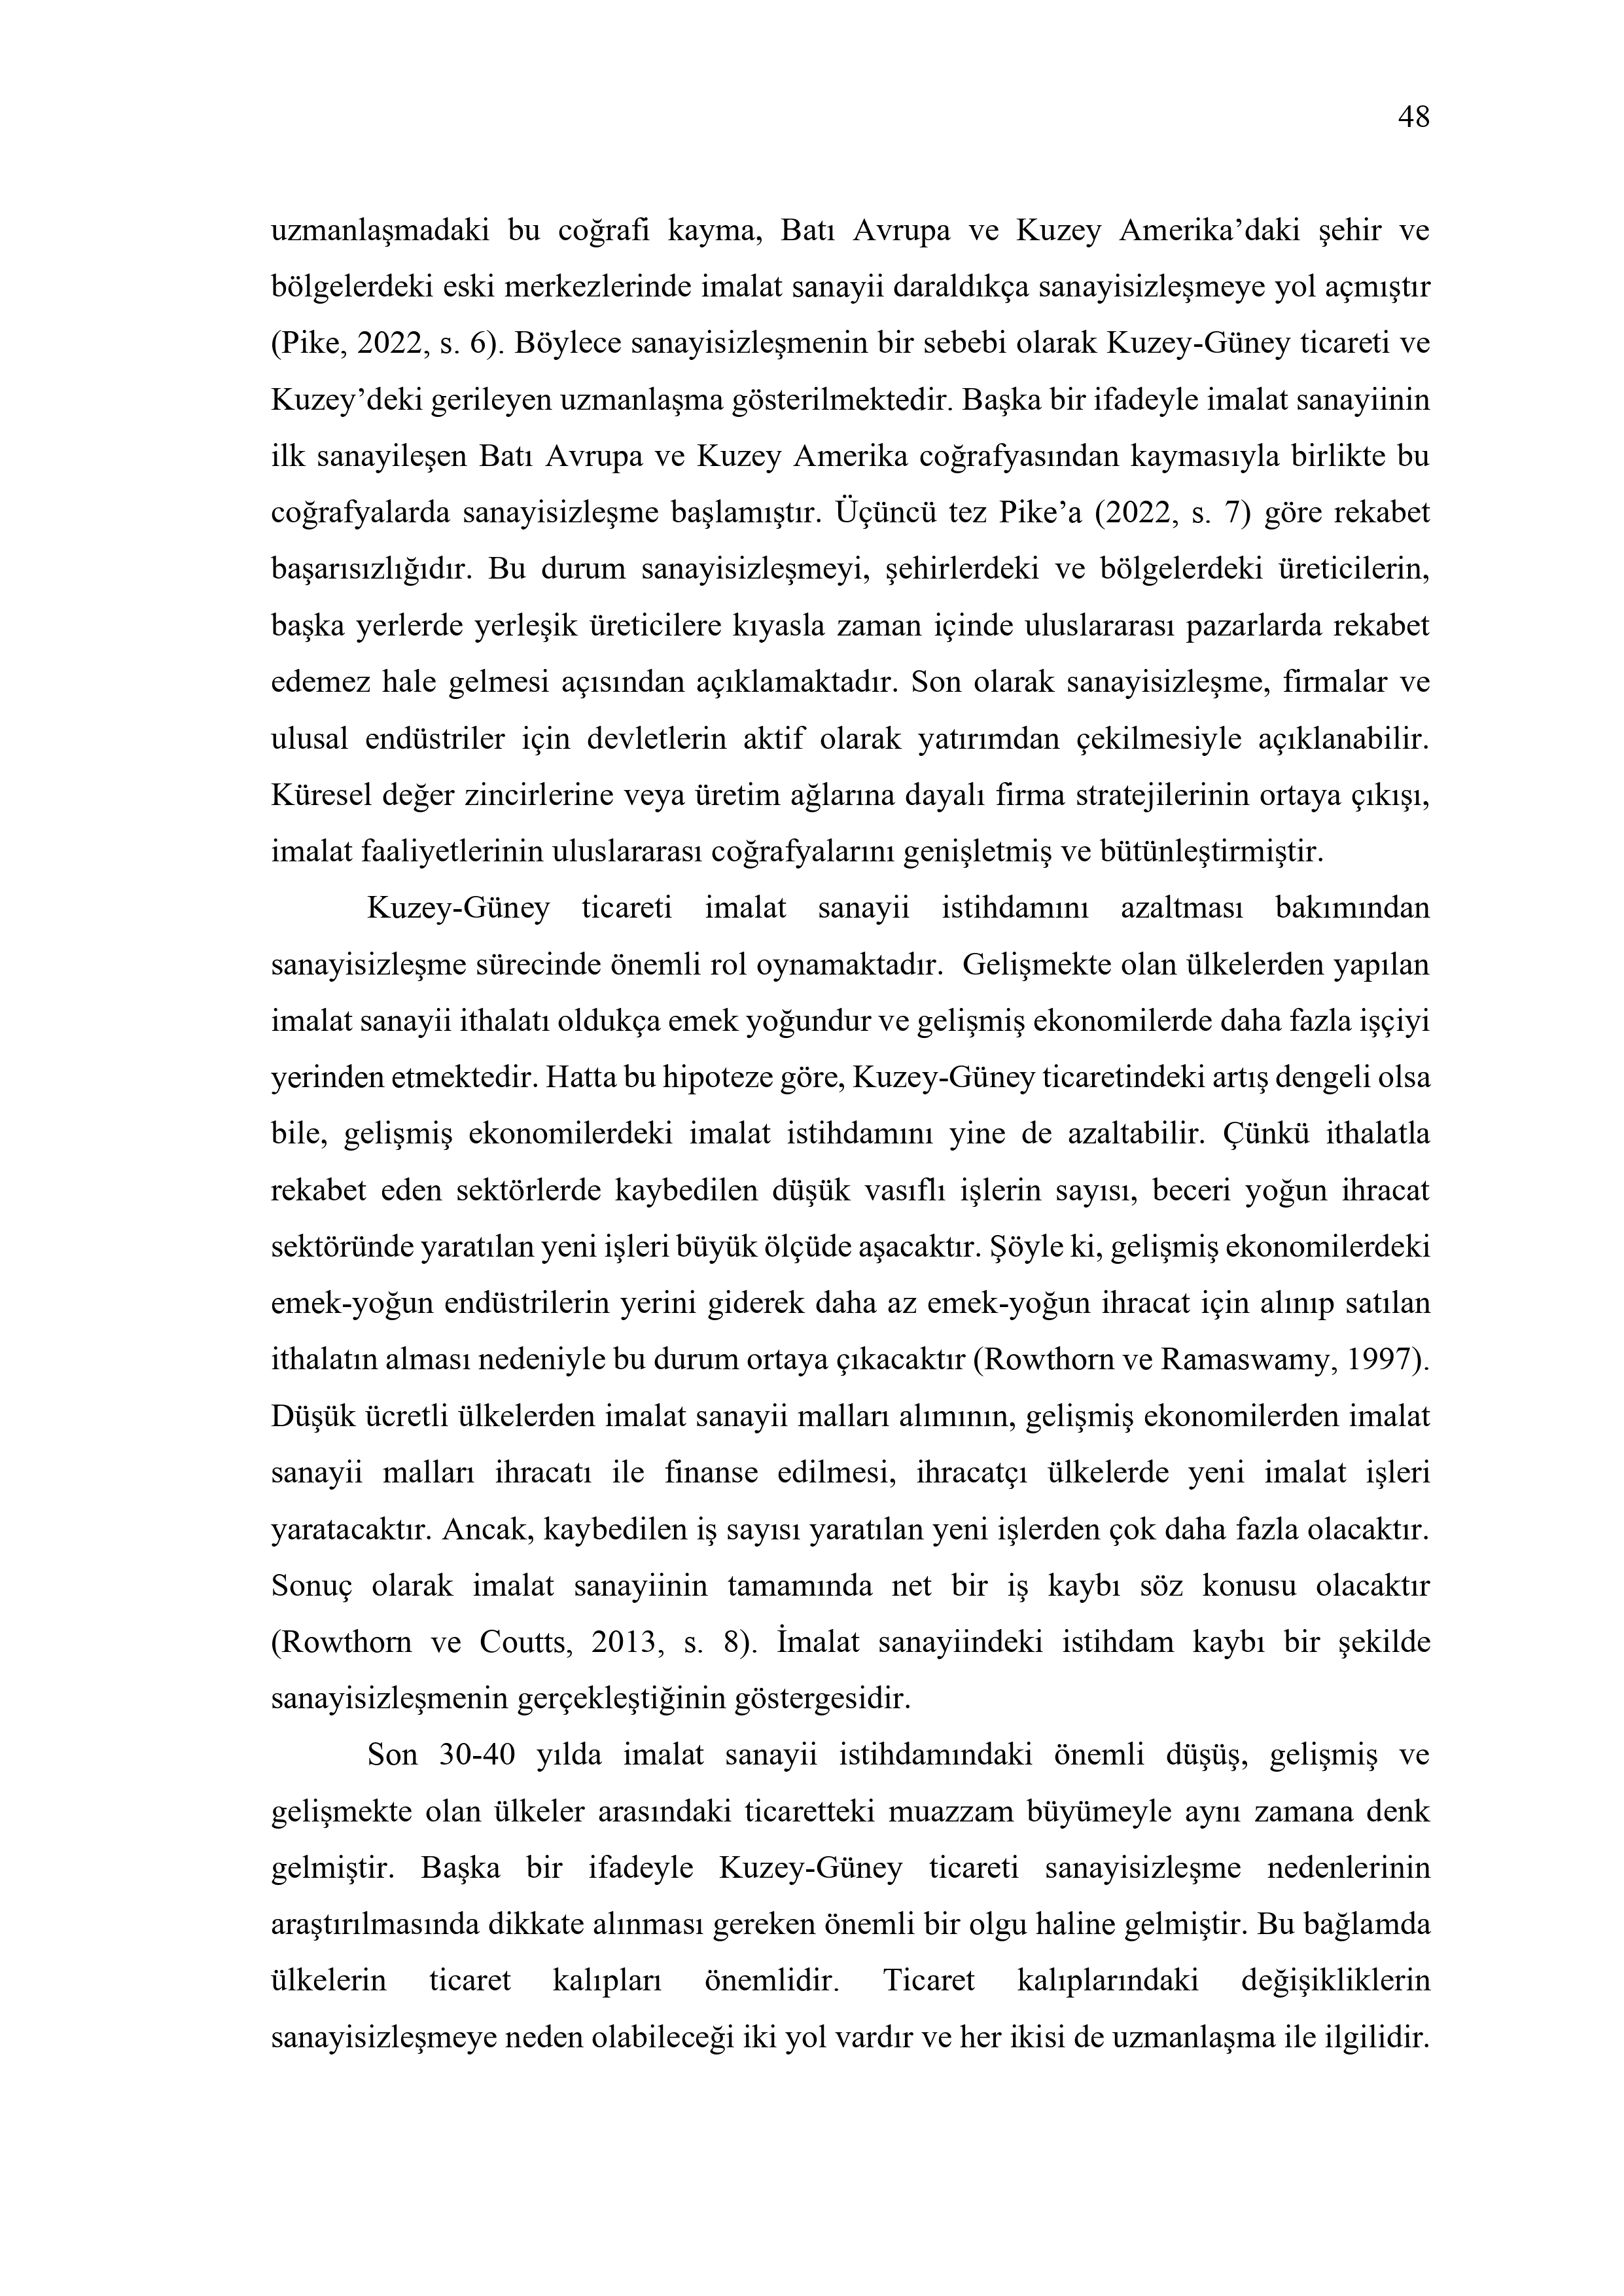 48
uzmanlaşmadaki bu coğrafi kayma, Batı Avrupa ve Kuzey Amerika’daki şehir ve
bölgelerdeki eski merkezlerinde imalat sanayii daraldıkça sanayisizleşmeye yol açmıştır
(Pike, 2022, s. 6). Böylece sanayisizleşmenin bir sebebi olarak Kuzey-Güney ticareti ve
Kuzey’deki gerileyen uzmanlaşma gösterilmektedir. Başka bir ifadeyle imalat sanayiinin
ilk sanayileşen Batı Avrupa ve Kuzey Amerika coğrafyasından kaymasıyla birlikte bu
coğrafyalarda sanayisizleşme başlamıştır. Üçüncü tez Pike’a (2022, s. 7) göre rekabet
başarısızlığıdır. Bu durum sanayisizleşmeyi, şehirlerdeki ve bölgelerdeki üreticilerin,
başka yerlerde yerleşik üreticilere kıyasla zaman içinde uluslararası pazarlarda rekabet
edemez hale gelmesi açısından açıklamaktadır. Son olarak sanayisizleşme, firmalar ve
ulusal endüstriler için devletlerin aktif olarak yatırımdan çekilmesiyle açıklanabilir.
Küresel değer zincirlerine veya üretim ağlarına dayalı firma stratejilerinin ortaya çıkışı,
imalat faaliyetlerinin uluslararası coğrafyalarını genişletmiş ve bütünleştirmiştir.
Kuzey-Güney ticareti imalat sanayii istihdamını azaltması bakımından
sanayisizleşme sürecinde önemli rol oynamaktadır.  Gelişmekte olan ülkelerden yapılan
imalat sanayii ithalatı oldukça emek yoğundur ve gelişmiş ekonomilerde daha fazla işçiyi
yerinden etmektedir. Hatta bu hipoteze göre, Kuzey-Güney ticaretindeki artış dengeli olsa
bile, gelişmiş ekonomilerdeki imalat istihdamını yine de azaltabilir. Çünkü ithalatla
rekabet eden sektörlerde kaybedilen düşük vasıflı işlerin sayısı, beceri yoğun ihracat
sektöründe yaratılan yeni işleri büyük ölçüde aşacaktır. Şöyle ki, gelişmiş ekonomilerdeki
emek-yoğun endüstrilerin yerini giderek daha az emek-yoğun ihracat için alınıp satılan
ithalatın alması nedeniyle bu durum ortaya çıkacaktır (Rowthorn ve Ramaswamy, 1997).
Düşük ücretli ülkelerden imalat sanayii malları alımının, gelişmiş ekonomilerden imalat
sanayii malları ihracatı ile finanse edilmesi, ihracatçı ülkelerde yeni imalat işleri
yaratacaktır. Ancak, kaybedilen iş sayısı yaratılan yeni işlerden çok daha fazla olacaktır.
Sonuç olarak imalat sanayiinin tamamında net bir iş kaybı söz konusu olacaktır
(Rowthorn ve Coutts, 2013, s. 8). İmalat sanayiindeki istihdam kaybı bir şekilde
sanayisizleşmenin gerçekleştiğinin göstergesidir.
Son 30-40 yılda imalat sanayii istihdamındaki önemli düşüş, gelişmiş ve
gelişmekte olan ülkeler arasındaki ticaretteki muazzam büyümeyle aynı zamana denk
gelmiştir. Başka bir ifadeyle Kuzey-Güney ticareti sanayisizleşme nedenlerinin
araştırılmasında dikkate alınması gereken önemli bir olgu haline gelmiştir. Bu bağlamda
ülkelerin ticaret kalıpları önemlidir. Ticaret kalıplarındaki değişikliklerin
sanayisizleşmeye neden olabileceği iki yol vardır ve her ikisi de uzmanlaşma ile ilgilidir.